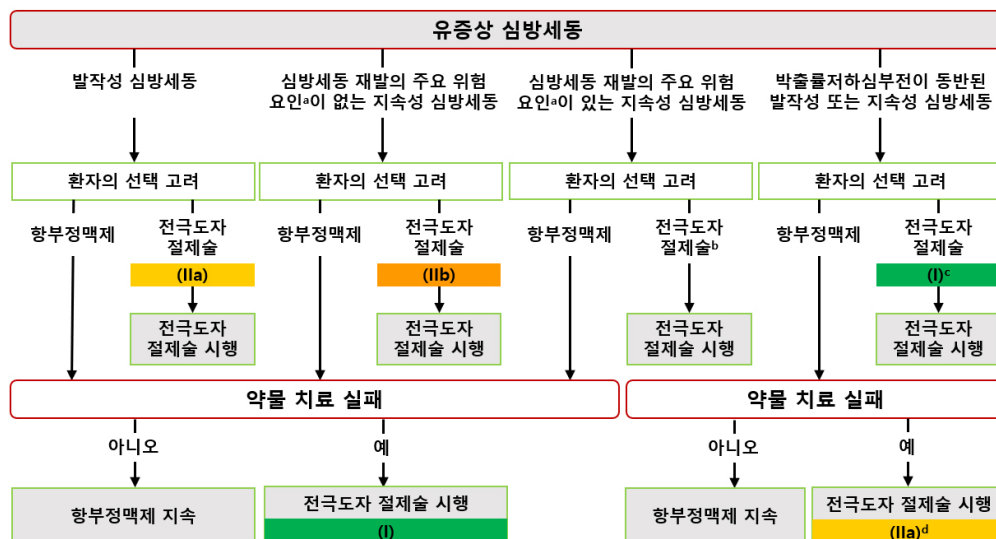 유증상 심방세동
발작성 심방세동
심방세동 재발의 주요 위험
요인ᵃ이 없는 지속성 심방세동
심방세동 재발의 주요 위험
요인ᵃ이 있는 지속성 심방세동
박출률저하심부전이 동반된
발작성 또는 지속성 심방세동
환자의 선택 고려
환자의 선택 고려
환자의 선택 고려
환자의 선택 고려
항부정맥제
전극도자
절제술
(IIa)
항부정맥제
전극도자
절제술
(IIb)
항부정맥제
전극도자
절제술ᵇ
항부정맥제
전극도자
절제술
(I)ᶜ
전극도자
절제술 시행
전극도자
절제술 시행
전극도자
절제술 시행
전극도자
절제술 시행
약물 치료 실패
약물 치료 실패
아니오
예
아니오
예
항부정맥제 지속
전극도자 절제술 시행
(I)
항부정맥제 지속
전극도자 절제술 시행
(IIa)ᵈ